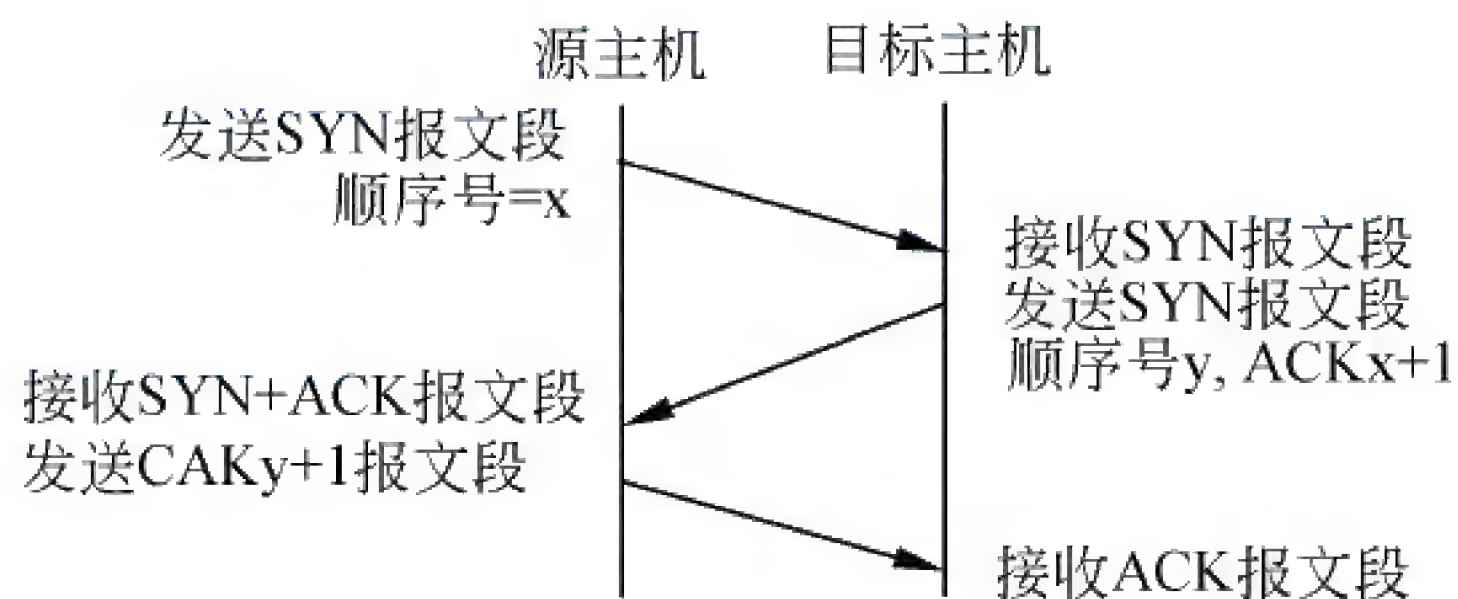 源主机
目标主机
发送SYN报文段
顺序号=x
接收SYN报文段
发送SYN报文段
顺序号y, ACKx+1
接收SYN+ACK报文段
发送CAKy+1报文段
接收ACK报文段